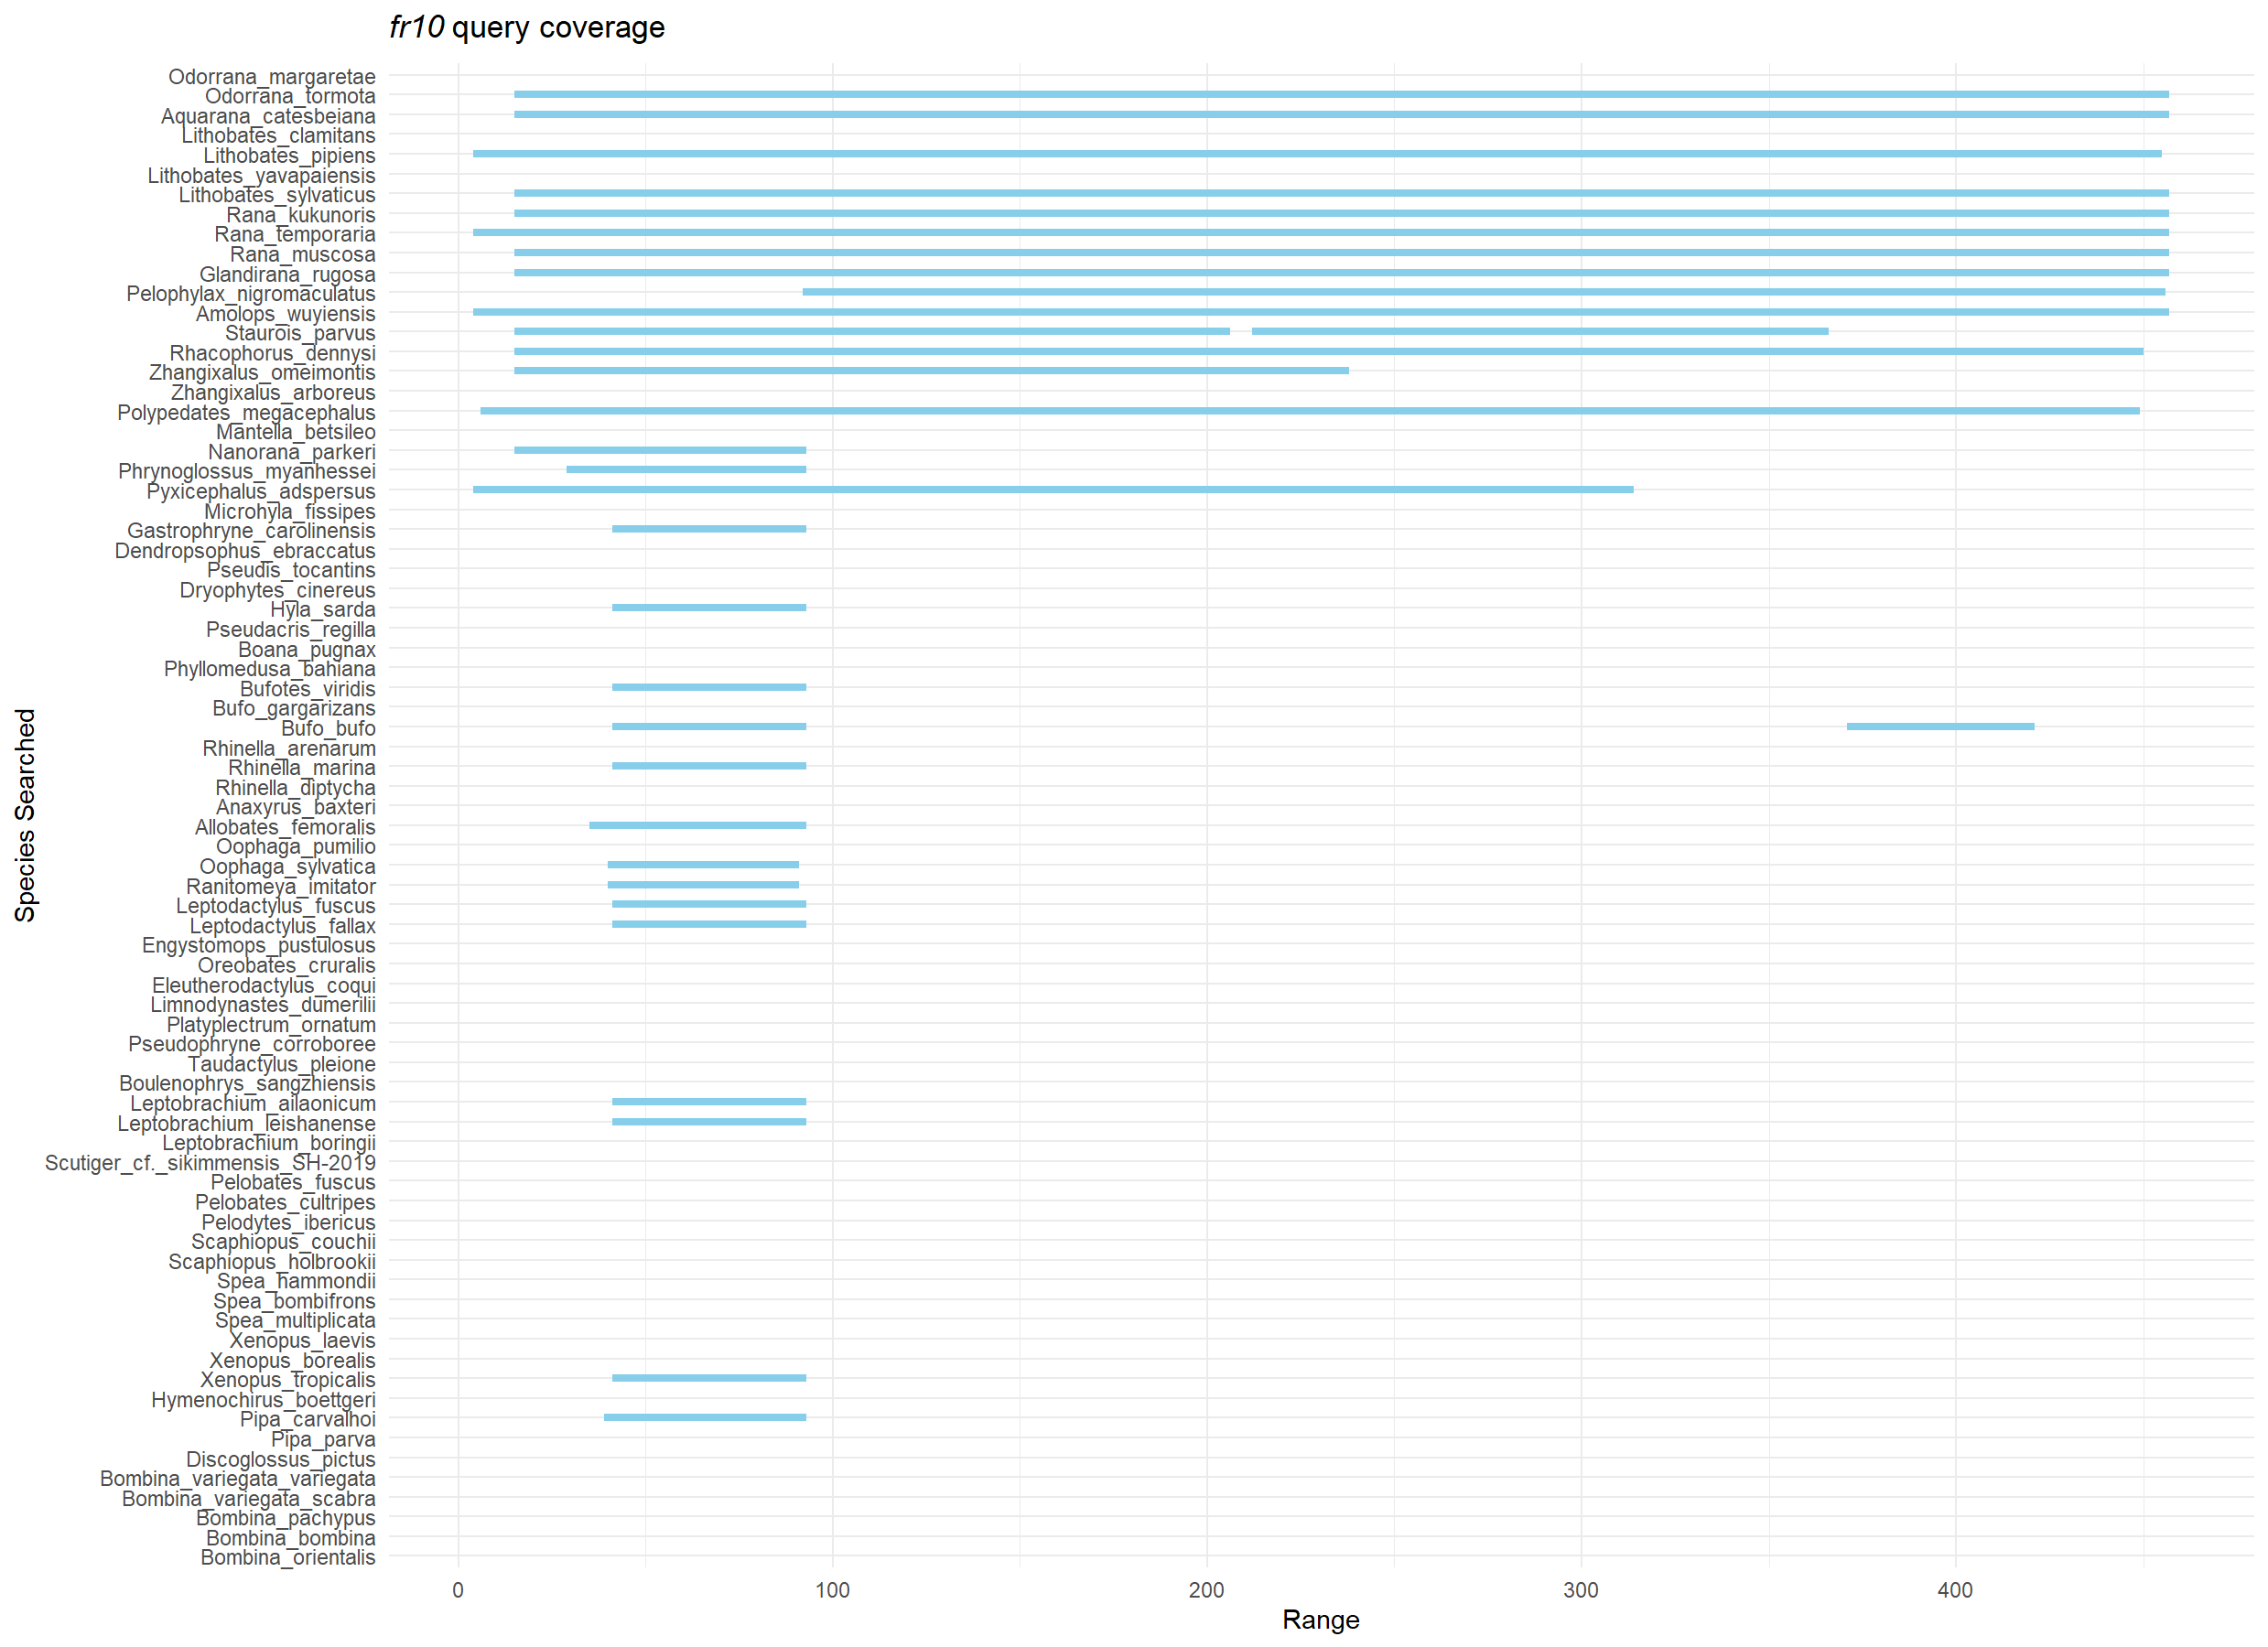 fr10 query coverage
Odorrana_margaretae
Odorrana_tormota
Aquarana_catesbeiana
Lithobates_clamitans
Lithobates_pipiens
Lithobates_yavapaiensis
Lithobates_sylvaticus
Rana_kukunoris
Rana_temporaria
Rana_muscosa
Glandirana_rugosa
Pelophylax_nigromaculatus
Amolops_wuyiensis
Staurois_parvus
Rhacophorus_dennysi
Zhangixalus_omeimontis
Zhangixalus_arboreus
Polypedates_megacephalus
Mantella_betsileo
Nanorana_parkeri
Phrynoglossus_myanhessei
Pyxicephalus_adspersus
Microhyla_fissipes
Gastrophryne_carolinensis
Dendropsophus_ebraccatus
Pseudis_tocantins
Dryophytes_cinereus
Hyla_sarda
Pseudacris_regilla
Boana_pugnax
Phyllomedusa_bahiana
Bufotes_viridis
Bufo_gargarizans
Bufo_bufo
Rhinella_arenarum
Rhinella_marina
Rhinella_diptycha
Anaxyrus_baxteri
Allobates_femoralis
Oophaga_pumilio
Oophaga_sylvatica
Ranitomeya_imitator
Leptodactylus_fuscus
Leptodactylus_fallax
Engystomops_pustulosus
Oreobates_cruralis
Eleutherodactylus_coqui
Limnodynastes_dumerilii
Platyplectrum_ornatum
Pseudophryne_corroboree
Taudactylus_pleione
Boulenophrys_sangzhiensis
Leptobrachium_ailaonicum
Leptobrachium_leishanense
Leptobrachium_boringii
Scutiger_cf._sikimmensis_SH-2019
Pelobates_fuscus
Pelobates_cultripes
Pelodytes_ibericus
Scaphiopus_couchii
Scaphiopus_holbrookii
Spea_hammondii
Spea_bombifrons
Spea_multiplicata
Xenopus_laevis
Xenopus_borealis
Xenopus_tropicalis
Hymenochirus_boettgeri
Pipa_carvalhoi
Pipa_parva
Discoglossus_pictus
Bombina_variegata_variegata
Bombina_variegata_scabra
Bombina_pachypus
Bombina_bombina
Bombina_orientalis
Species Searched
0 100 200 300 400
Range